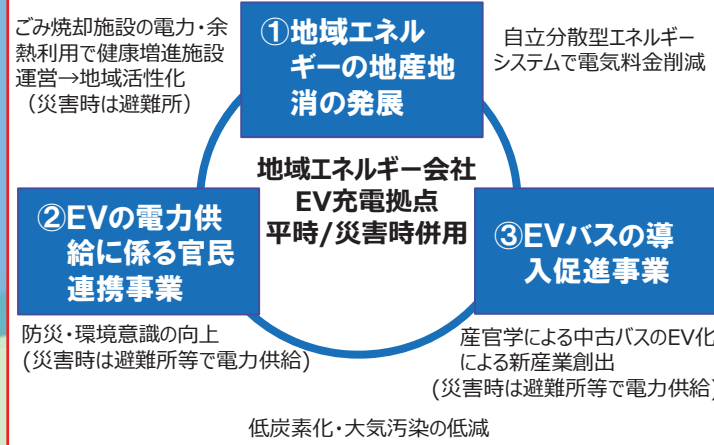 ごみ焼却施設の電力・余
熱利用で健康増進施設
運営→地域活性化
（災害時は避難所）
①地域エネル
ギーの地産地
消の発展
自立分散型エネルギー
システムで電気料金削減
地域エネルギー会社
EV充電拠点
平時/災害時併用
②EVの電力供
給に係る官民
連携事業
③EVバスの導
入促進事業
防災・環境意識の向上
(災害時は避難所等で電力供給)
産官学による中古バスのEV化
による新産業創出
(災害時は避難所等で電力供給)
低炭素化・大気汚染の低減